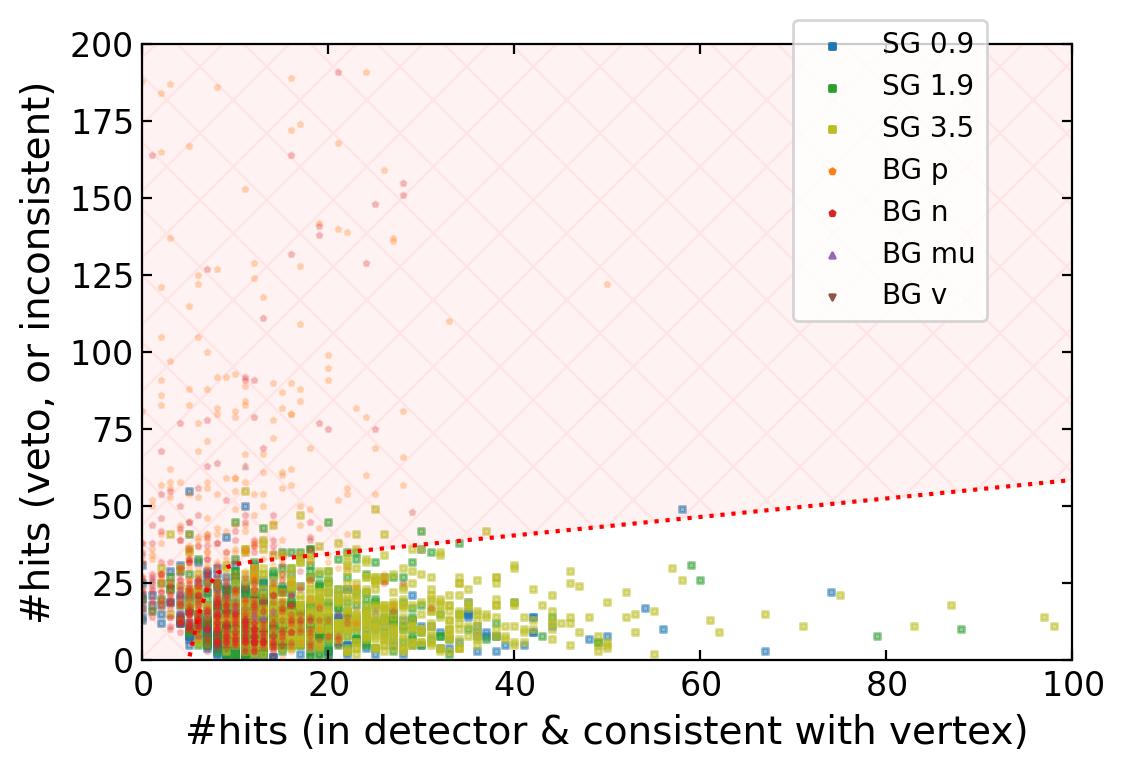 200
175
150
125
100
75
50
25
0
#hits (veto, or inconsistent)
SG 0.9
SG 1.9
SG 3.5
BG p
BG n
BG mu
BG v
0 20 40 60 80 100
#hits (in detector & consistent with vertex)